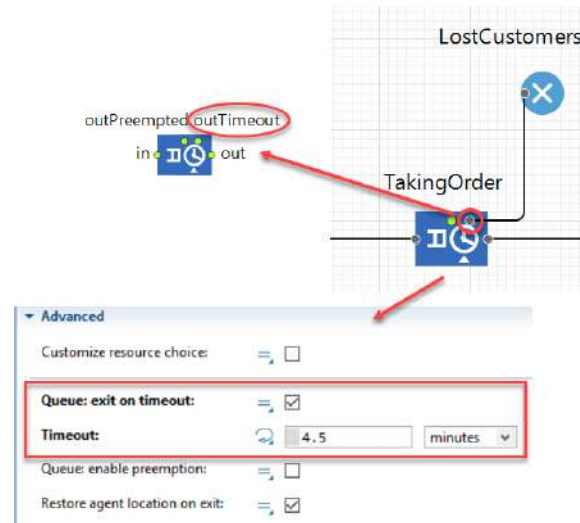 LostCustomers
outPreempted outTimeout
in out
TakingOrder
Advanced
Customize resource choice:
Queue: exit on timeout:
Timeout: 4.5 minutes
Queue: enable preemption:
Restore agent location on exit: